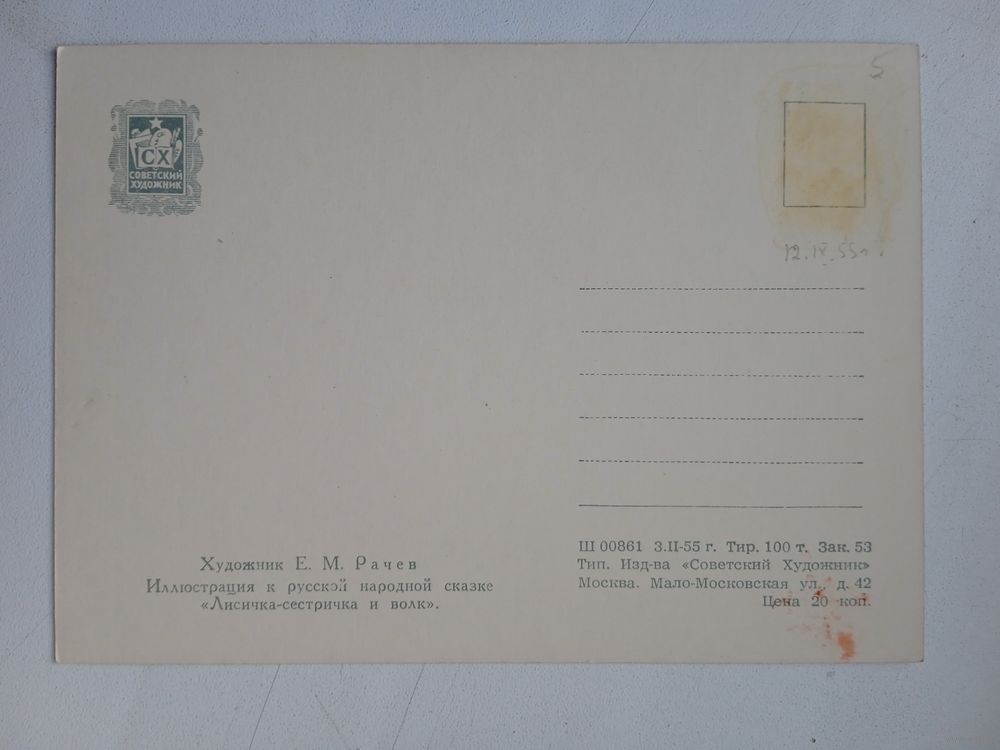 5
СХ
СОВЕТСКИЙ
ХУДОЖНИК
12.IV.55г.
Художник Е. М. Рачев
Иллюстрация к русской народной сказке
«Лисичка-сестричка и волк».
Ш 00861 3.II-55 г. Тир. 100 т. Зак. 53
Тип. Изд-ва «Советский Художник»
Москва. Мало-Московская ул., д. 42
Цена 20 коп.